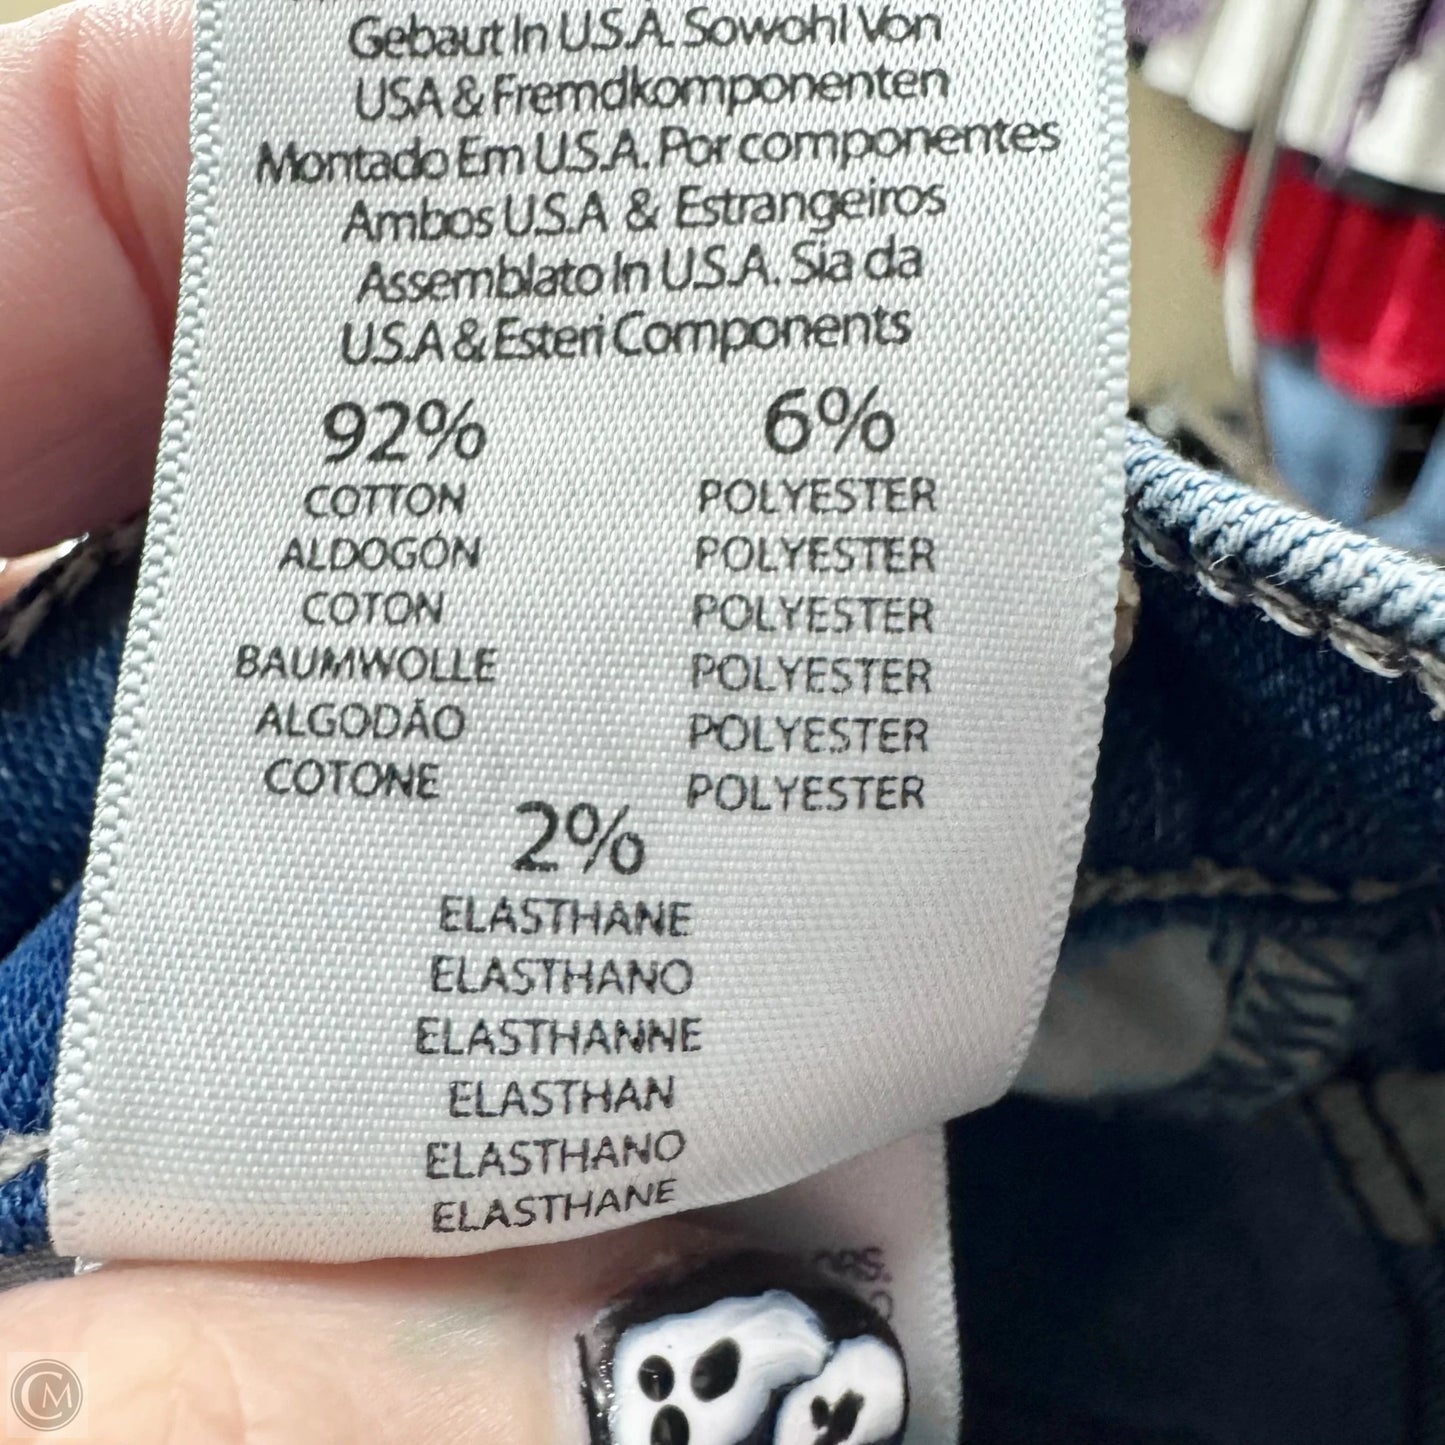 Gebaut In U.S.A. Sowohl Von
USA & Fremdkomponenten
Montado Em U.S.A. Por componentes
Ambos U.S.A & Estrangeiros
Assemblato In U.S.A. Sia da
U.S.A & Esteri Components
92%
COTTON
ALDOGÓN
COTON
BAUMWOLLE
ALGODÃO
COTONE
6%
POLYESTER
POLYESTER
POLYESTER
POLYESTER
POLYESTER
POLYESTER
2%
ELASTHANE
ELASTHANO
ELASTHANNE
ELASTHAN
ELASTHANO
ELASTHANE
CM